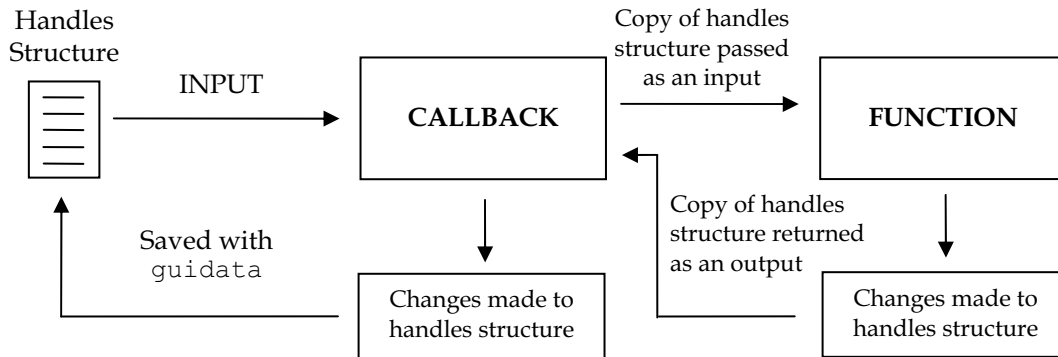 Handles
Structure
INPUT
CALLBACK
Copy of handles
structure passed
as an input
FUNCTION
Saved with
guidata
Changes made to
handles structure
Copy of handles
structure returned
as an output
Changes made to
handles structure